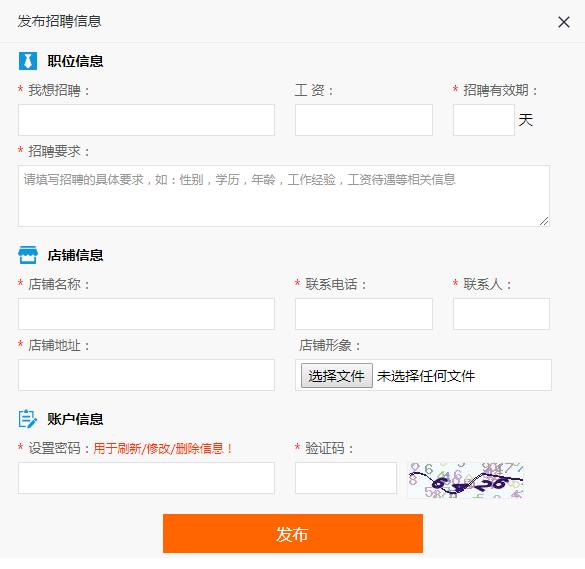 发布招聘信息
职位信息
* 我想招聘： 工 资： * 招聘有效期：
天
* 招聘要求：
请填写招聘的具体要求，如：性别，学历，年龄，工作经验，工资待遇等相关信息
店铺信息
* 店铺名称： * 联系电话： * 联系人：
* 店铺地址： 店铺形象：
选择文件 未选择任何文件
账户信息
* 设置密码：用于刷新/修改/删除信息！ * 验证码：
发布